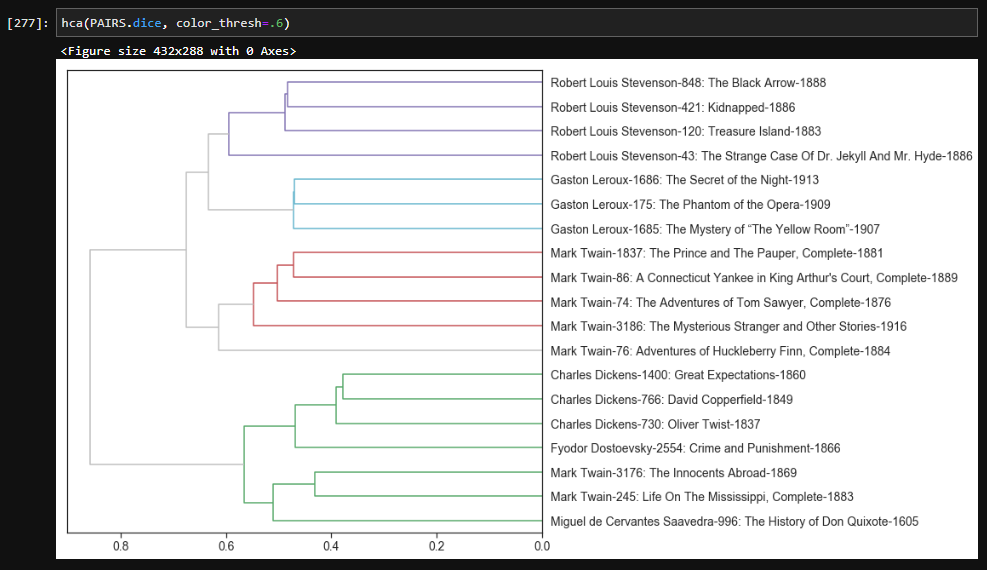 [277]: hca(PAIRS.dice, color_thresh=.6)
<Figure size 432x288 with 0 Axes>
Robert Louis Stevenson-848: The Black Arrow-1888
Robert Louis Stevenson-421: Kidnapped-1886
Robert Louis Stevenson-120: Treasure Island-1883
Robert Louis Stevenson-43: The Strange Case Of Dr. Jekyll And Mr. Hyde-1886
Gaston Leroux-1686: The Secret of the Night-1913
Gaston Leroux-175: The Phantom of the Opera-1909
Gaston Leroux-1685: The Mystery of “The Yellow Room”-1907
Mark Twain-1837: The Prince and The Pauper, Complete-1881
Mark Twain-86: A Connecticut Yankee in King Arthur's Court, Complete-1889
Mark Twain-74: The Adventures of Tom Sawyer, Complete-1876
Mark Twain-3186: The Mysterious Stranger and Other Stories-1916
Mark Twain-76: Adventures of Huckleberry Finn, Complete-1884
Charles Dickens-1400: Great Expectations-1860
Charles Dickens-766: David Copperfield-1849
Charles Dickens-730: Oliver Twist-1837
Fyodor Dostoevsky-2554: Crime and Punishment-1866
Mark Twain-3176: The Innocents Abroad-1869
Mark Twain-245: Life On The Mississippi, Complete-1883
Miguel de Cervantes Saavedra-996: The History of Don Quixote-1605
0.8 0.6 0.4 0.2 0.0